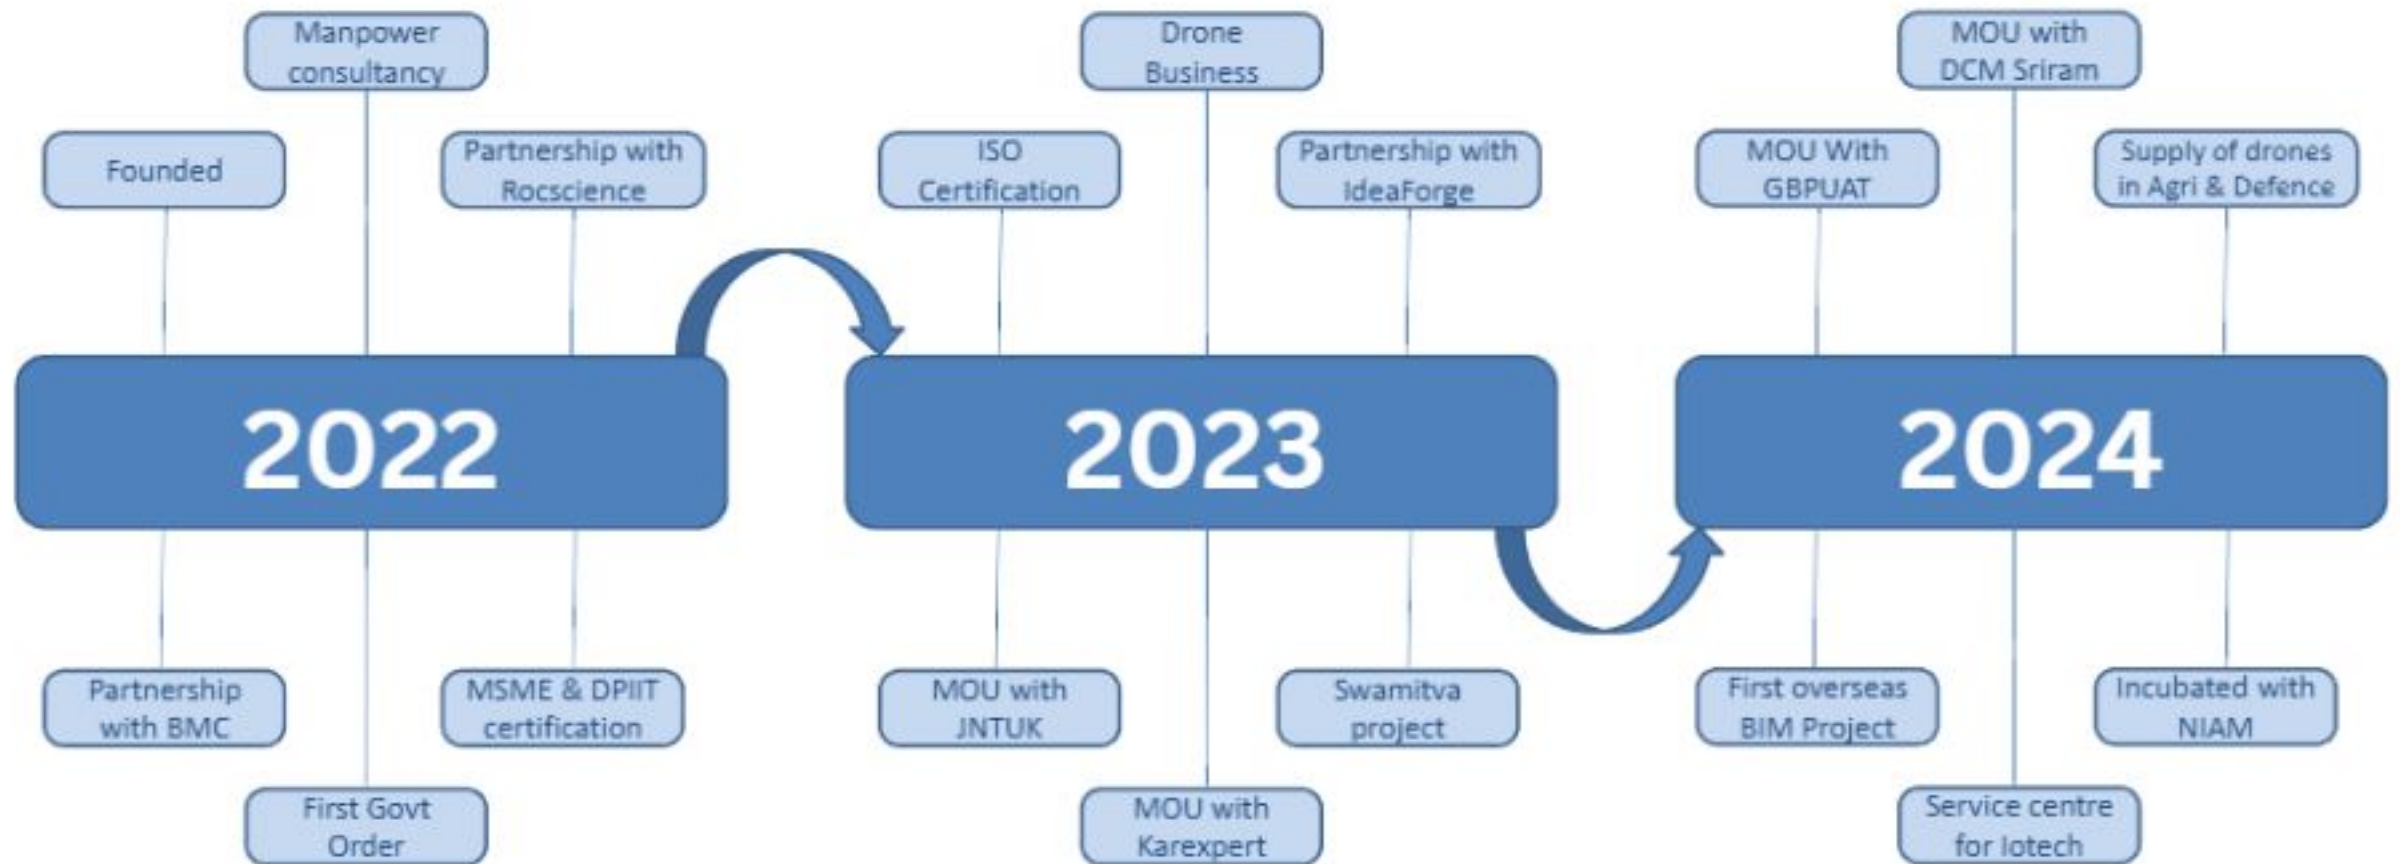 Manpower
consultancy
Founded
Partnership with
Rocscience
2022
Partnership
with BMC
MSME & DPIIT
certification
First Govt
Order
Drone
Business
ISO
Certification
Partnership with
IdeaForge
2023
MOU with
JNTUK
Swamitva
project
MOU with
Karexpert
MOU with
DCM Sriram
MOU With
GBPUAT
Supply of drones
in Agri & Defence
2024
First overseas
BIM Project
Incubated with
NIAM
Service centre
for Iotech